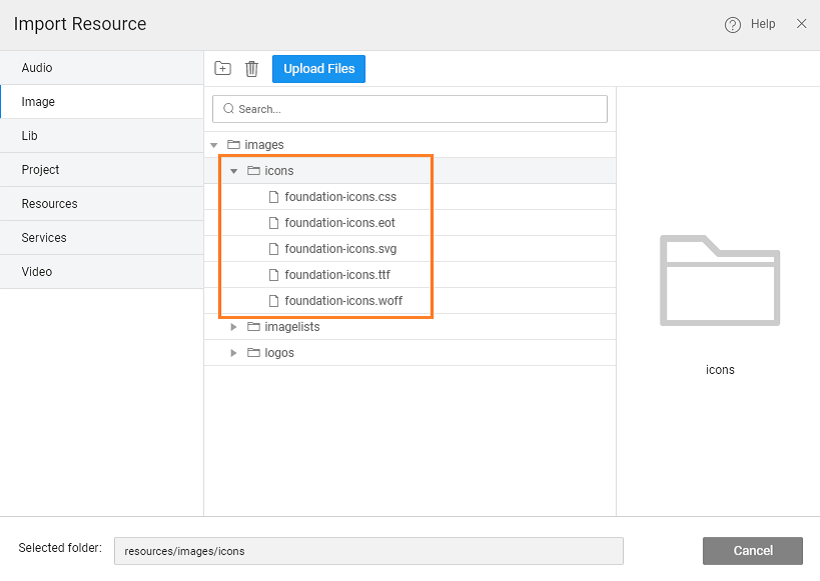 Import Resource
Help
Audio
Image
Lib
Project
Resources
Services
Video
Upload Files
Search...
images
icons
foundation-icons.css
foundation-icons.eot
foundation-icons.svg
foundation-icons.ttf
foundation-icons.woff
imagelists
logos
icons
Selected folder:
resources/images/icons
Cancel